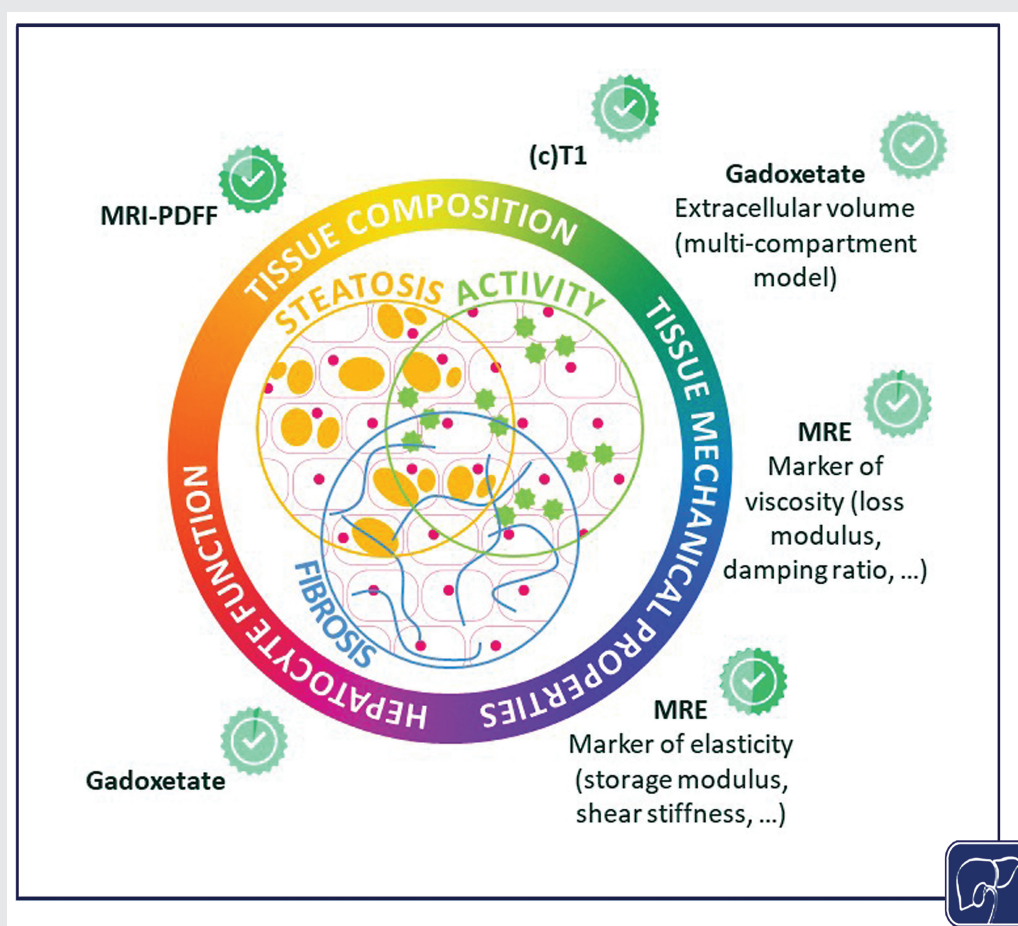 (c)T1
Gadoxetate
Extracellular volume
(multi-compartment
model)
MRI-PDFF
TISSUE COMPOSITION
STEATOSIS
ACTIVITY
TISSUE MECHANICAL PROPERTIES
MRE
Marker of
viscosity (loss
modulus,
damping ratio, ...)
HEPATOCYTE FUNCTION
FIBROSIS
MRE
Marker of elasticity
(storage modulus,
shear stiffness, ...)
Gadoxetate